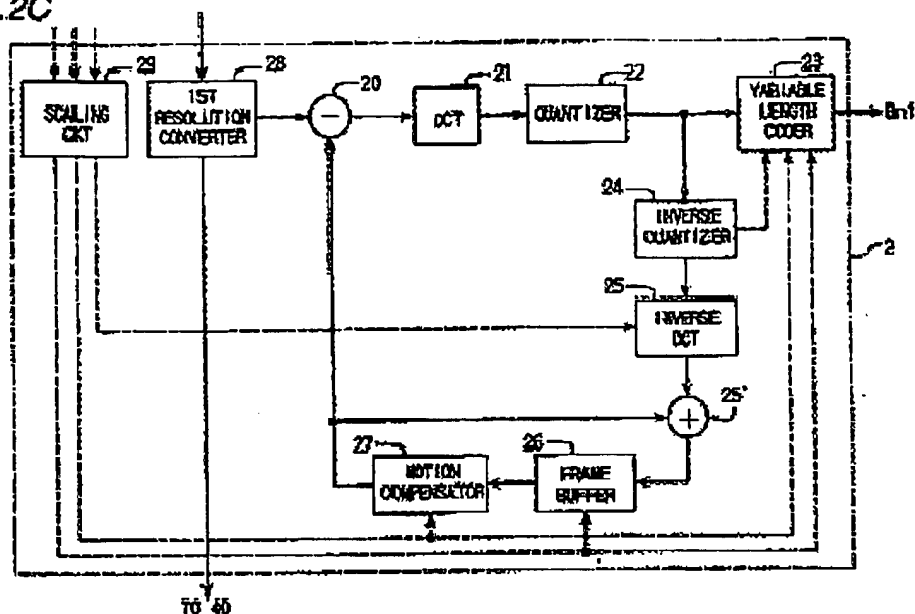 .2C
29
SCALING
CKT
28
1ST
RESOLUTION
CONVERTER
20
21
DCT
22
QUANTIZER
23
VARIABLE
LENGTH
CODER
Bm1
24
INVERSE
QUANTIZER
2
25
INVERSE
DCT
25'
27
MOTION
COMPENSATOR
26
FRAME
BUFFER
TO 40